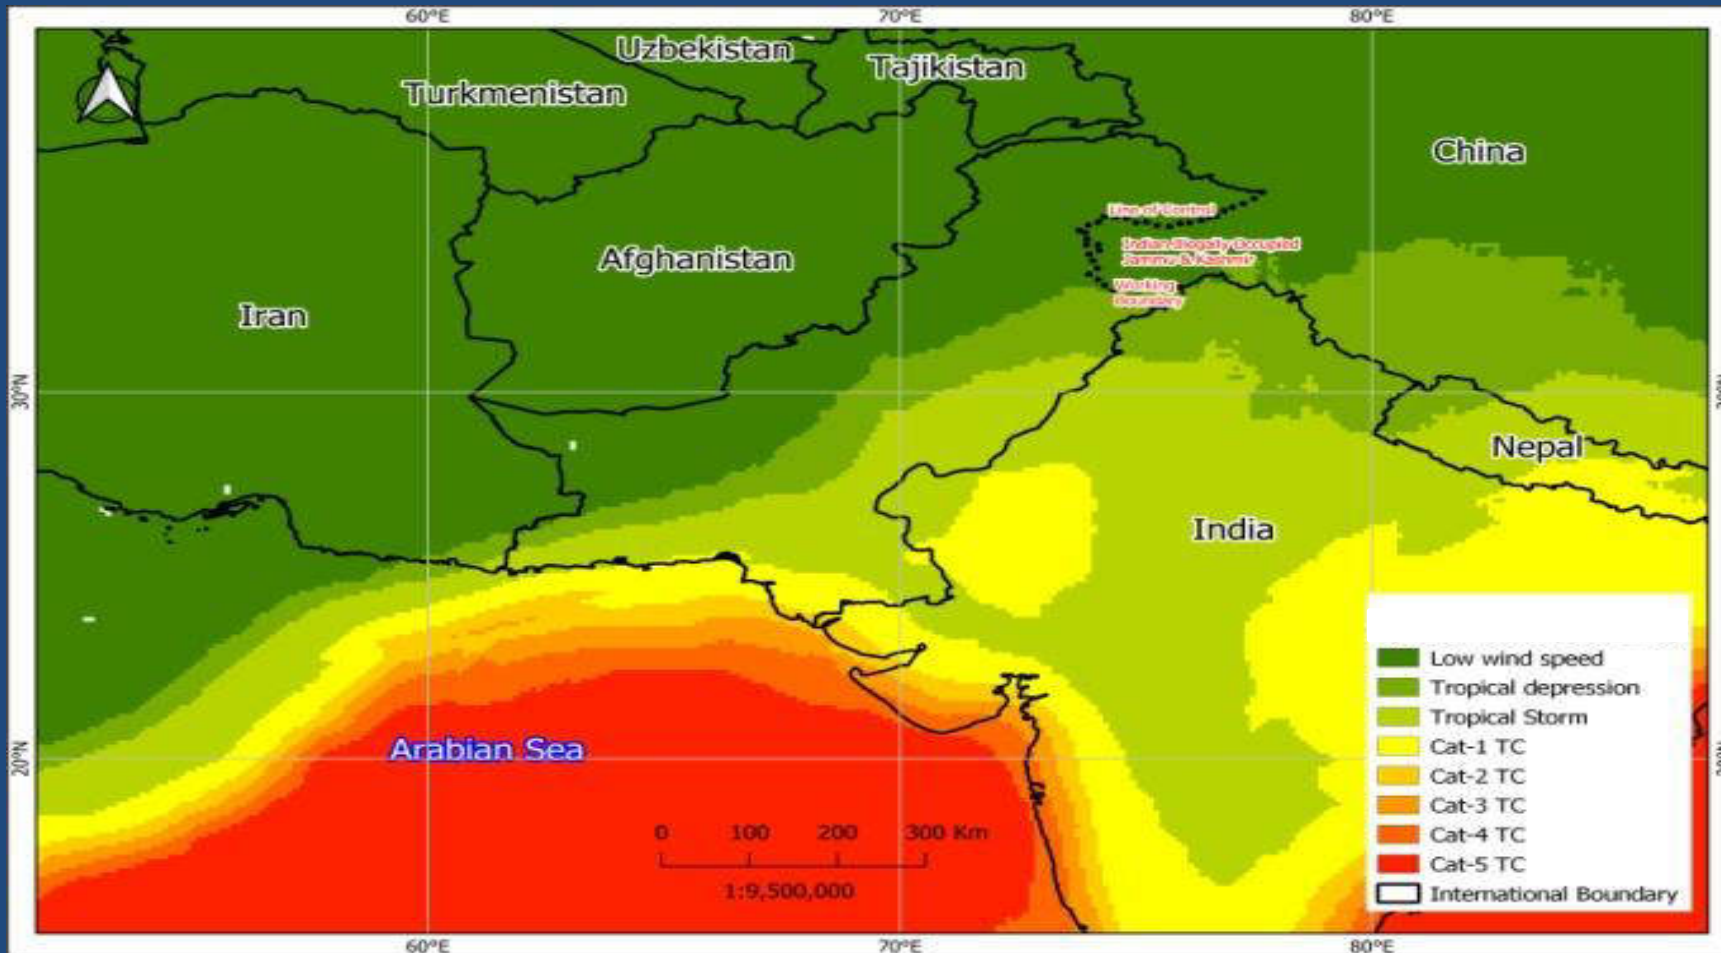 60°E 70°E 80°E
Uzbekistan
Tajikistan
Turkmenistan
China
Line of Control
Afghanistan
Indian Illegally Occupied
Jammu & Kashmir
Working
Boundary
Iran
30°N
Nepal
India
Low wind speed
Tropical depression
Tropical Storm
Cat-1 TC
Cat-2 TC
Cat-3 TC
Cat-4 TC
Cat-5 TC
International Boundary
20°N
Arabian Sea
0 100 200 300 Km
1:9,500,000
60°E 70°E 80°E